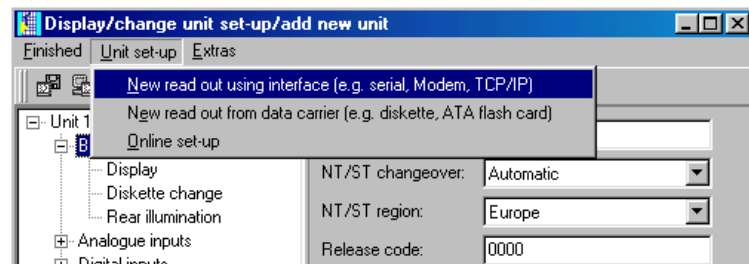 Display/change unit set-up/add new unit
Finished Unit set-up Extras
New read out using interface (e.g. serial, Modem, TCP/IP)
New read out from data carrier (e.g. diskette, ATA flash card)
Online set-up
Unit 1
B
Display
Diskette change
Rear illumination
Analogue inputs
Digital inputs
NT/ST changeover: Automatic
NT/ST region: Europe
Release code: 0000